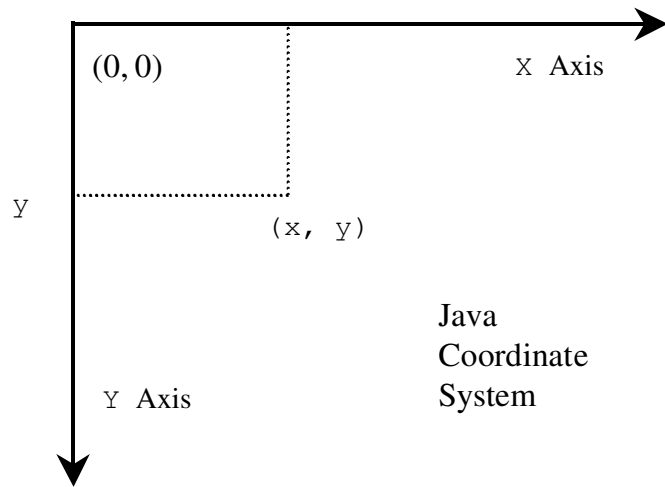 (0, 0)
X Axis
y
(x, y)
Java
Coordinate
System
Y Axis